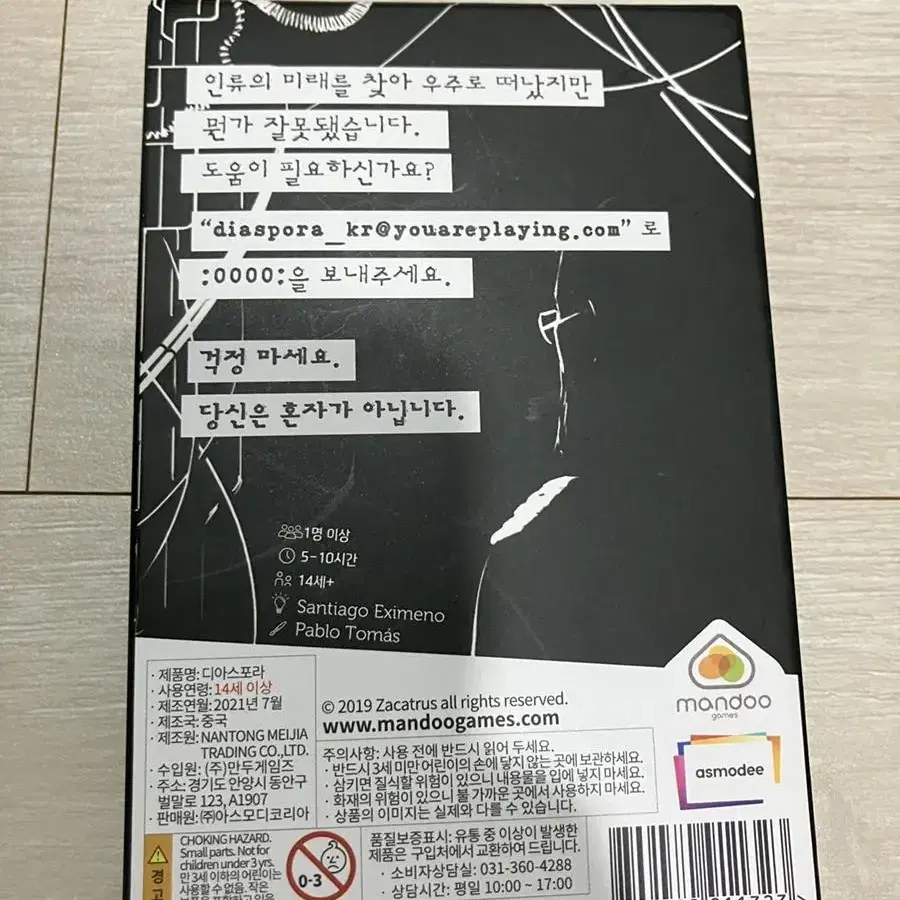 인류의 미래를 찾아 우주로 떠났지만
뭔가 잘못됐습니다.
도움이 필요하신가요?
“diaspora_kr@youareplaying.com” 로
:0000:을 보내주세요.
걱정 마세요.
당신은 혼자가 아닙니다.
1명 이상
5-10시간
14세+
Santiago Eximeno
Pablo Tomás
· 제품명: 디아스포라
· 사용연령: 14세 이상
· 제조연월: 2021년 7월
· 제조국: 중국
· 제조원: NANTONG MEIJIA
TRADING CO.,LTD.
· 수입원: (주)만두게임즈
· 주소: 경기도 안양시 동안구
벌말로 123, A1907
· 판매원: ㈜아스모디코리아
© 2019 Zacatrus all rights reserved.
www.mandoogames.com
주의사항: 사용 전에 반드시 읽어 두세요.
· 반드시 3세 미만 어린이의 손에 닿지 않는 곳에 보관하세요.
· 삼키면 질식할 위험이 있으니 내용물을 입에 넣지 마세요.
· 화재의 위험이 있으니 불 가까운 곳에서 사용하지 마세요.
· 상품의 이미지는 실제와 다를 수 있습니다.
mandoo
games
asmodee
경고
CHOKING HAZARD.
Small parts. Not for
children under 3 yrs.
만 3세 이하의 어린이는
사용할 수 없음. 작은
0-3
품질보증표시: 유통 중 이상이 발생한
제품은 구입처에서 교환하여 드립니다.
· 소비자상담실: 031-360-4288
· 상담시간: 평일 10:00 ~ 17:00